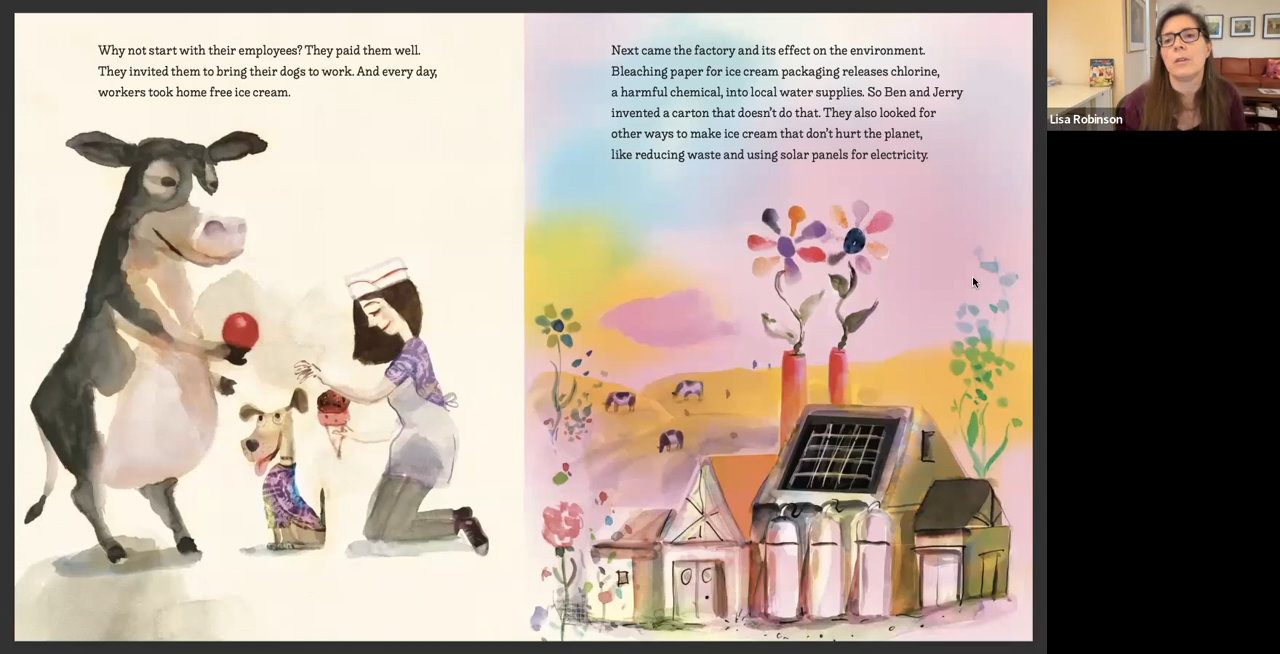 Why not start with their employees? They paid them well.
They invited them to bring their dogs to work. And every day,
workers took home free ice cream.
Next came the factory and its effect on the environment.
Bleaching paper for ice cream packaging releases chlorine,
a harmful chemical, into local water supplies. So Ben and Jerry
invented a carton that doesn’t do that. They also looked for
other ways to make ice cream that don’t hurt the planet,
like reducing waste and using solar panels for electricity.
Lisa Robinson